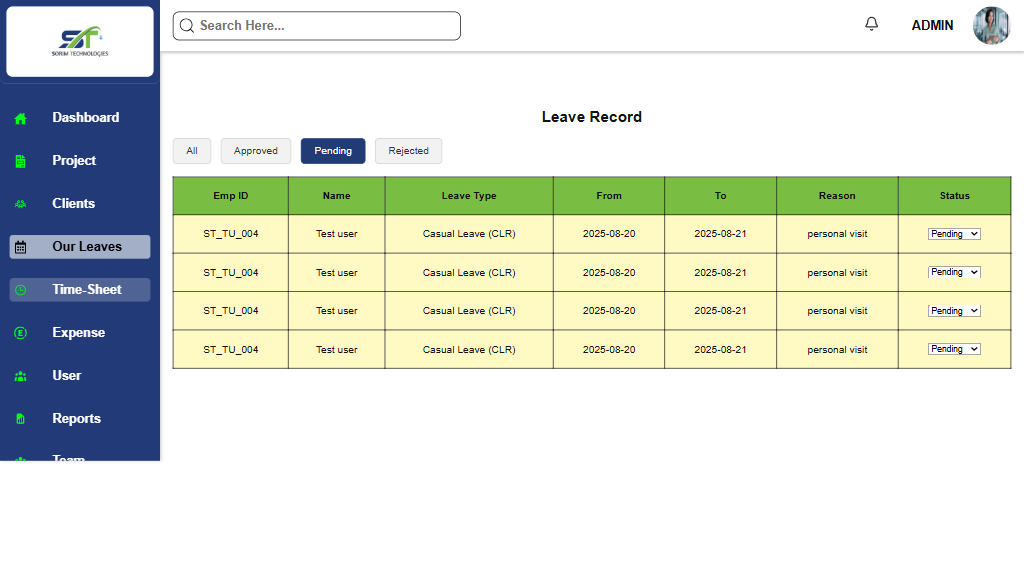 SORIM TECHNOLOGIES
Search Here...
ADMIN
Dashboard
Project
Clients
Our Leaves
Time-Sheet
Expense
User
Reports
Team
Leave Record
All Approved Pending Rejected
Emp ID Name Leave Type From To Reason Status
ST_TU_004 Test user Casual Leave (CLR) 2025-08-20 2025-08-21 personal visit Pending
ST_TU_004 Test user Casual Leave (CLR) 2025-08-20 2025-08-21 personal visit Pending
ST_TU_004 Test user Casual Leave (CLR) 2025-08-20 2025-08-21 personal visit Pending
ST_TU_004 Test user Casual Leave (CLR) 2025-08-20 2025-08-21 personal visit Pending